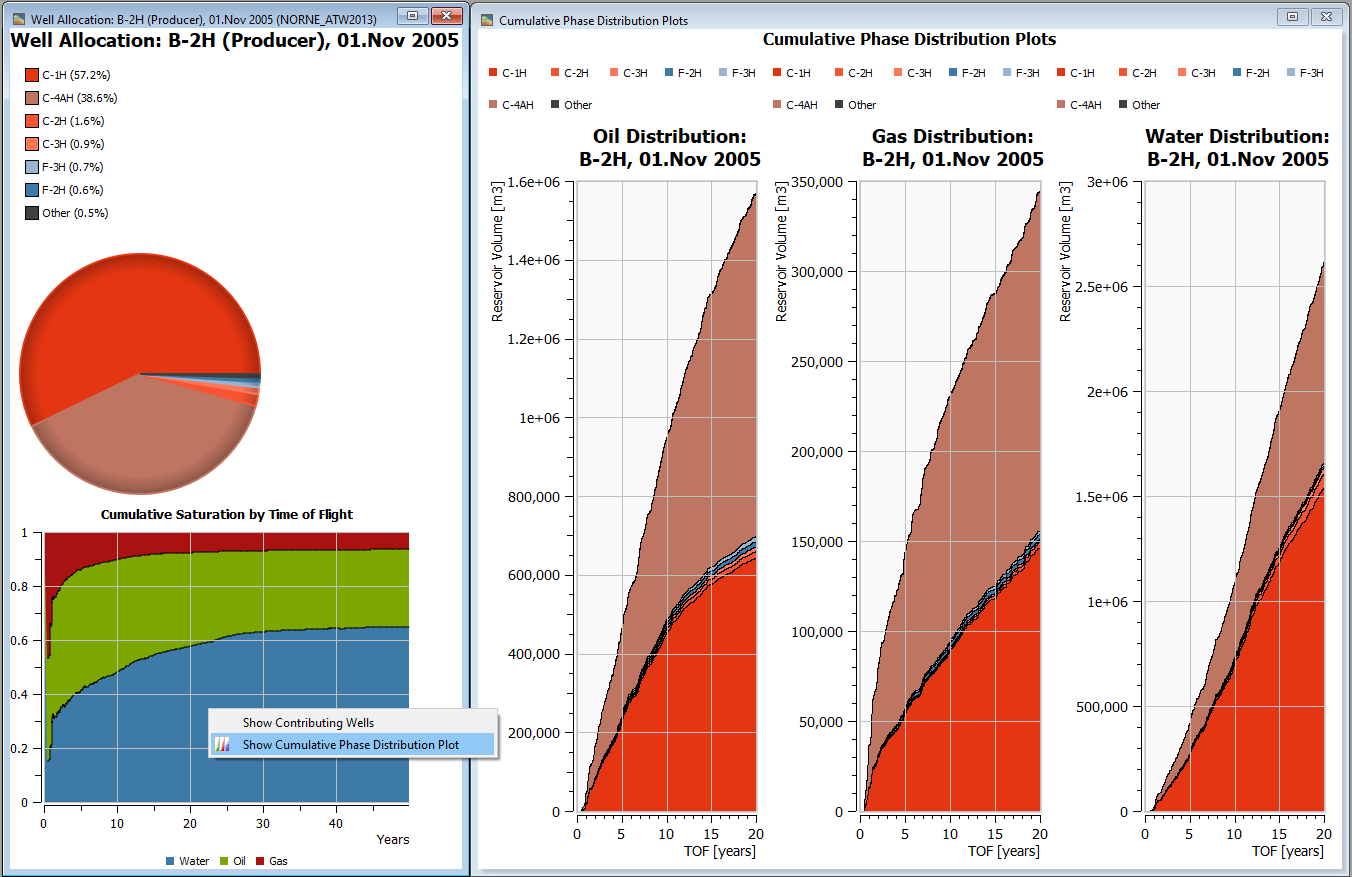 Well Allocation: B-2H (Producer), 01.Nov 2005 (NORNE_ATW2013)
Well Allocation: B-2H (Producer), 01.Nov 2005
C-1H (57.2%)
C-4AH (38.6%)
C-2H (1.6%)
C-3H (0.9%)
F-3H (0.7%)
F-2H (0.6%)
Other (0.5%)
Cumulative Saturation by Time of Flight
1
0.8
0.6
0.4
0.2
0
0 10 20 30 40
Years
Water Oil Gas
Show Contributing Wells
Show Cumulative Phase Distribution Plot
Cumulative Phase Distribution Plots
Cumulative Phase Distribution Plots
C-1H C-2H C-3H F-2H F-3H
C-4AH Other
Oil Distribution:
B-2H, 01.Nov 2005
Reservoir Volume [m3]
1.6e+06
1.4e+06
1.2e+06
1e+06
800,000
600,000
400,000
200,000
0
0 5 10 15 20
TOF [years]
C-1H C-2H C-3H F-2H F-3H
C-4AH Other
Gas Distribution:
B-2H, 01.Nov 2005
Reservoir Volume [m3]
350,000
300,000
250,000
200,000
150,000
100,000
50,000
0
0 5 10 15 20
TOF [years]
C-1H C-2H C-3H F-2H F-3H
C-4AH Other
Water Distribution:
B-2H, 01.Nov 2005
Reservoir Volume [m3]
3e+06
2.5e+06
2e+06
1.5e+06
1e+06
500,000
0
0 5 10 15 20
TOF [years]